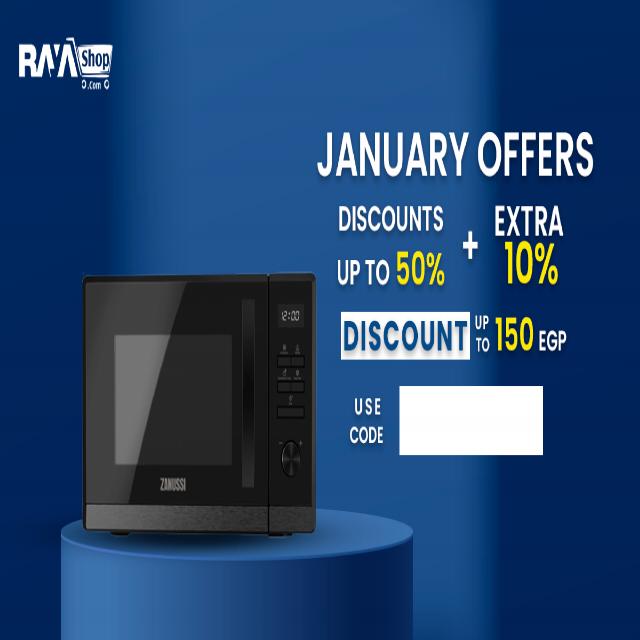 RAYA Shop
.Com
JANUARY OFFERS
DISCOUNTS
UP TO 50%
+
EXTRA
10%
DISCOUNT UP TO 150 EGP
USE
CODE
12:00
ZANUSSI